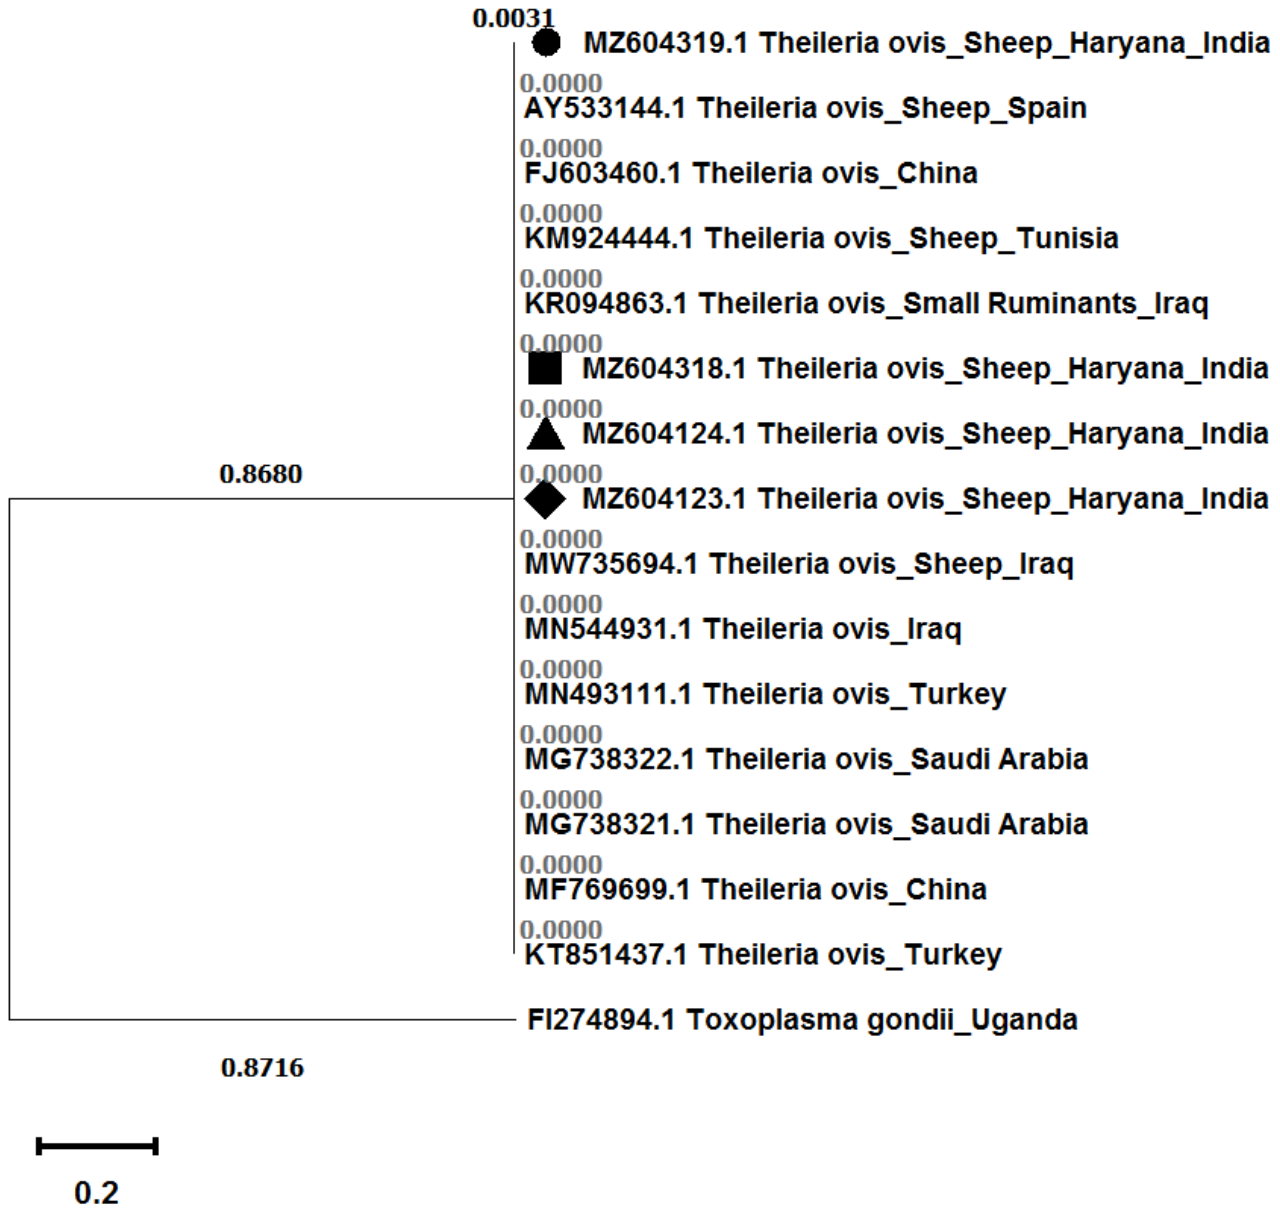 0.0031
MZ604319.1 Theileria ovis_Sheep_Haryana_India
0.0000
AY533144.1 Theileria ovis_Sheep_Spain
0.0000
FJ603460.1 Theileria ovis_China
0.0000
KM924444.1 Theileria ovis_Sheep_Tunisia
0.0000
KR094863.1 Theileria ovis_Small Ruminants_Iraq
0.0000
MZ604318.1 Theileria ovis_Sheep_Haryana_India
0.0000
MZ604124.1 Theileria ovis_Sheep_Haryana_India
0.8680
0.0000
MZ604123.1 Theileria ovis_Sheep_Haryana_India
0.0000
MW735694.1 Theileria ovis_Sheep_Iraq
0.0000
MN544931.1 Theileria ovis_Iraq
0.0000
MN493111.1 Theileria ovis_Turkey
0.0000
MG738322.1 Theileria ovis_Saudi Arabia
0.0000
MG738321.1 Theileria ovis_Saudi Arabia
0.0000
MF769699.1 Theileria ovis_China
0.0000
KT851437.1 Theileria ovis_Turkey
FI274894.1 Toxoplasma gondii_Uganda
0.8716
0.2